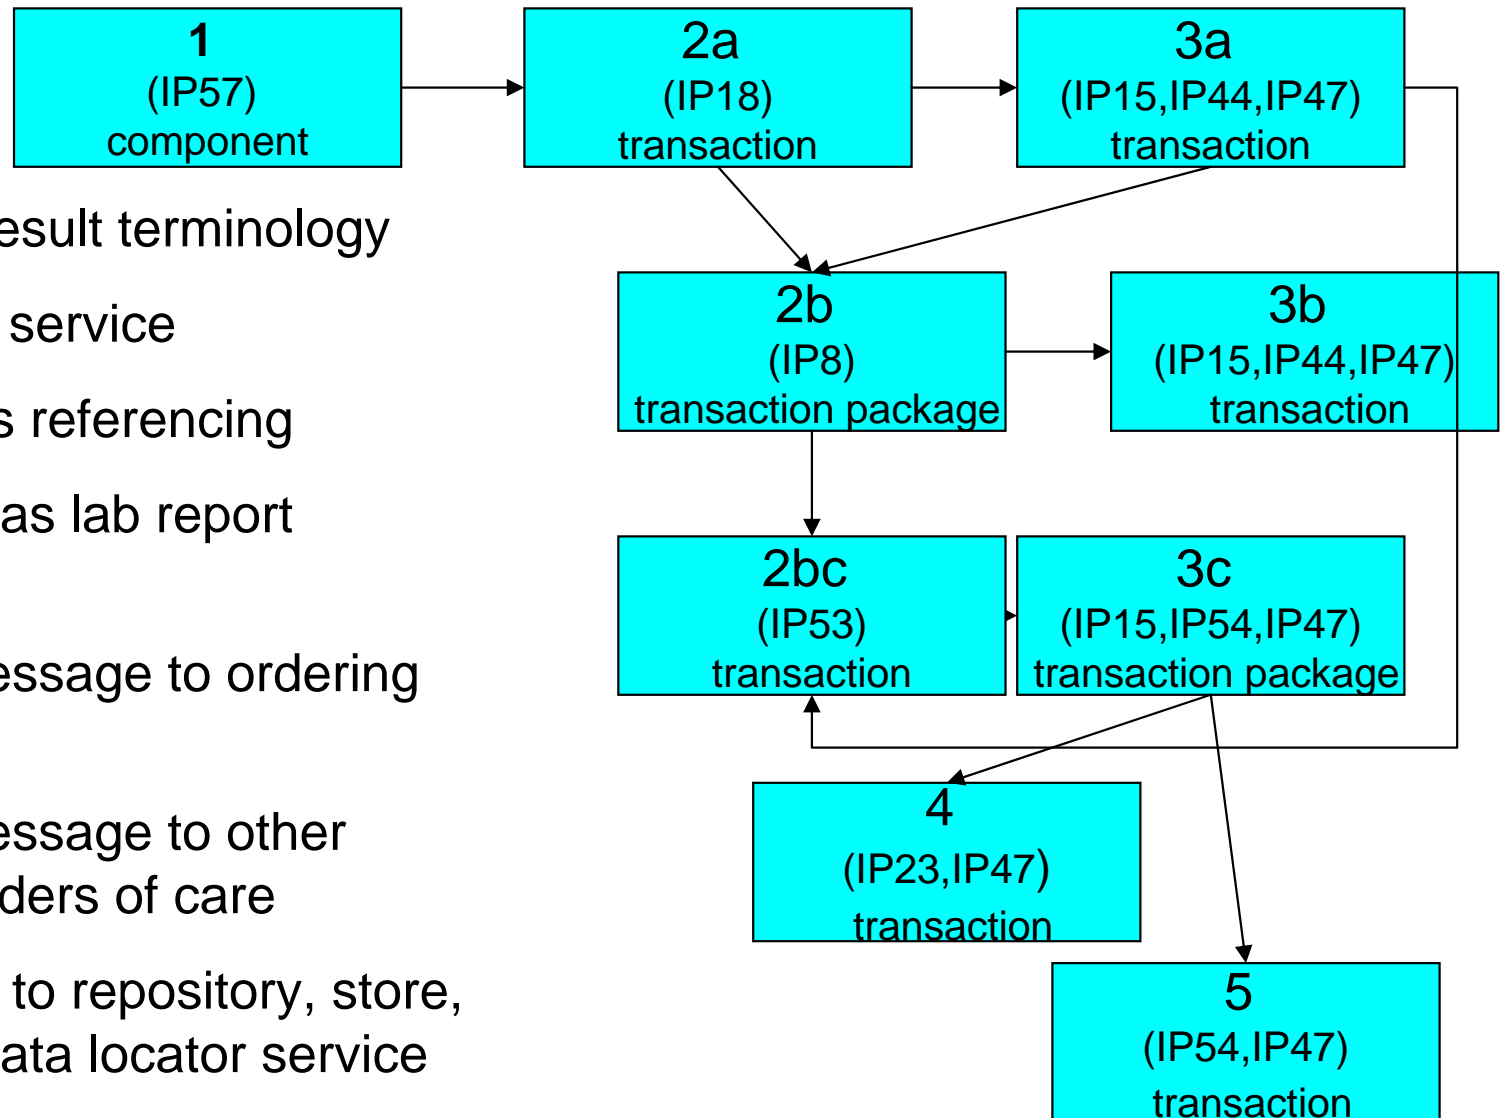 1
(IP57)
component
2a
(IP18)
transaction
3a
(IP15,IP44,IP47)
transaction
esult terminology
service
s referencing
as lab report
essage to ordering
essage to other
ders of care
to repository, store,
ata locator service
2b
(IP8)
transaction package
3b
(IP15,IP44,IP47)
transaction
2bc
(IP53)
transaction
3c
(IP15,IP54,IP47)
transaction package
4
(IP23,IP47)
transaction
5
(IP54,IP47)
transaction